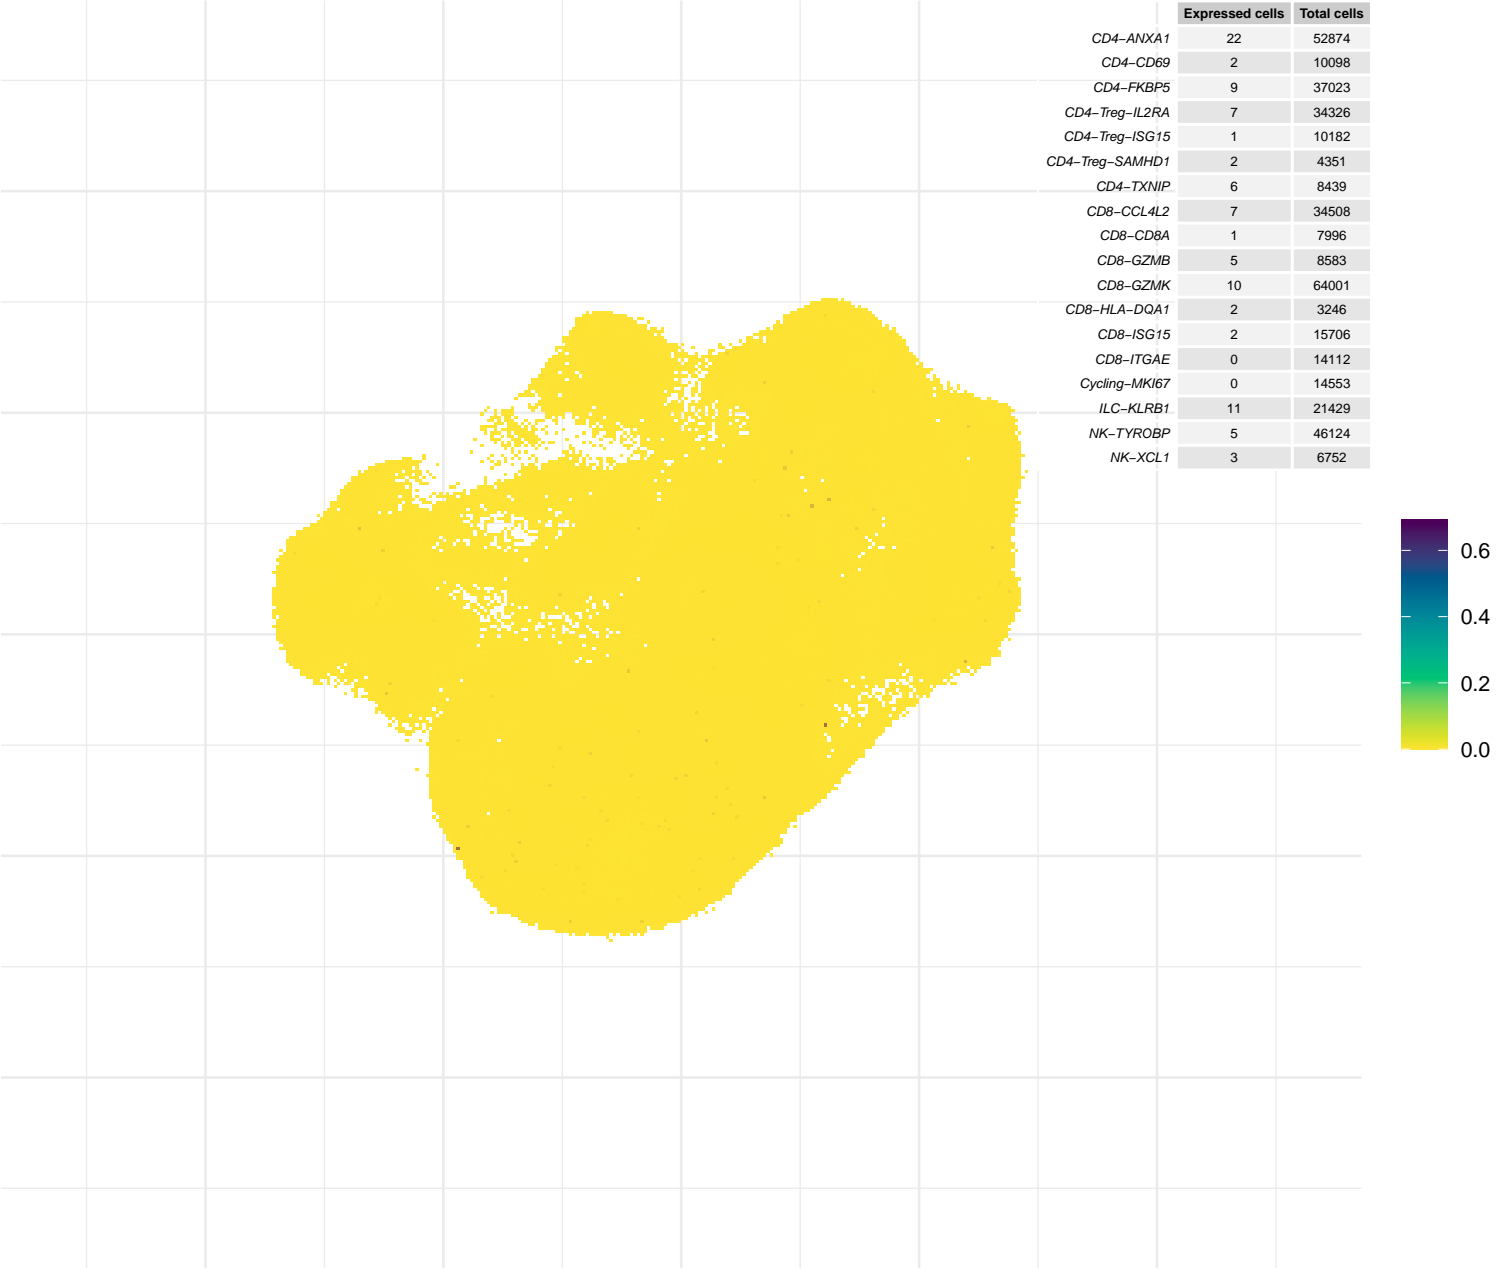 Expressed cells Total cells
CD4−ANXA1 22 52874
CD4−CD69 2 10098
CD4−FKBP5 9 37023
CD4−Treg−IL2RA 7 34326
CD4−Treg−ISG15 1 10182
CD4−Treg−SAMHD1 2 4351
CD4−TXNIP 6 8439
CD8−CCL4L2 7 34508
CD8−CD8A 1 7996
CD8−GZMB 5 8583
CD8−GZMK 10 64001
CD8−HLA−DQA1 2 3246
CD8−ISG15 2 15706
CD8−ITGAE 0 14112
Cycling−MKI67 0 14553
ILC−KLRB1 11 21429
NK−TYROBP 5 46124
NK−XCL1 3 6752
0.6
0.4
0.2
0.0